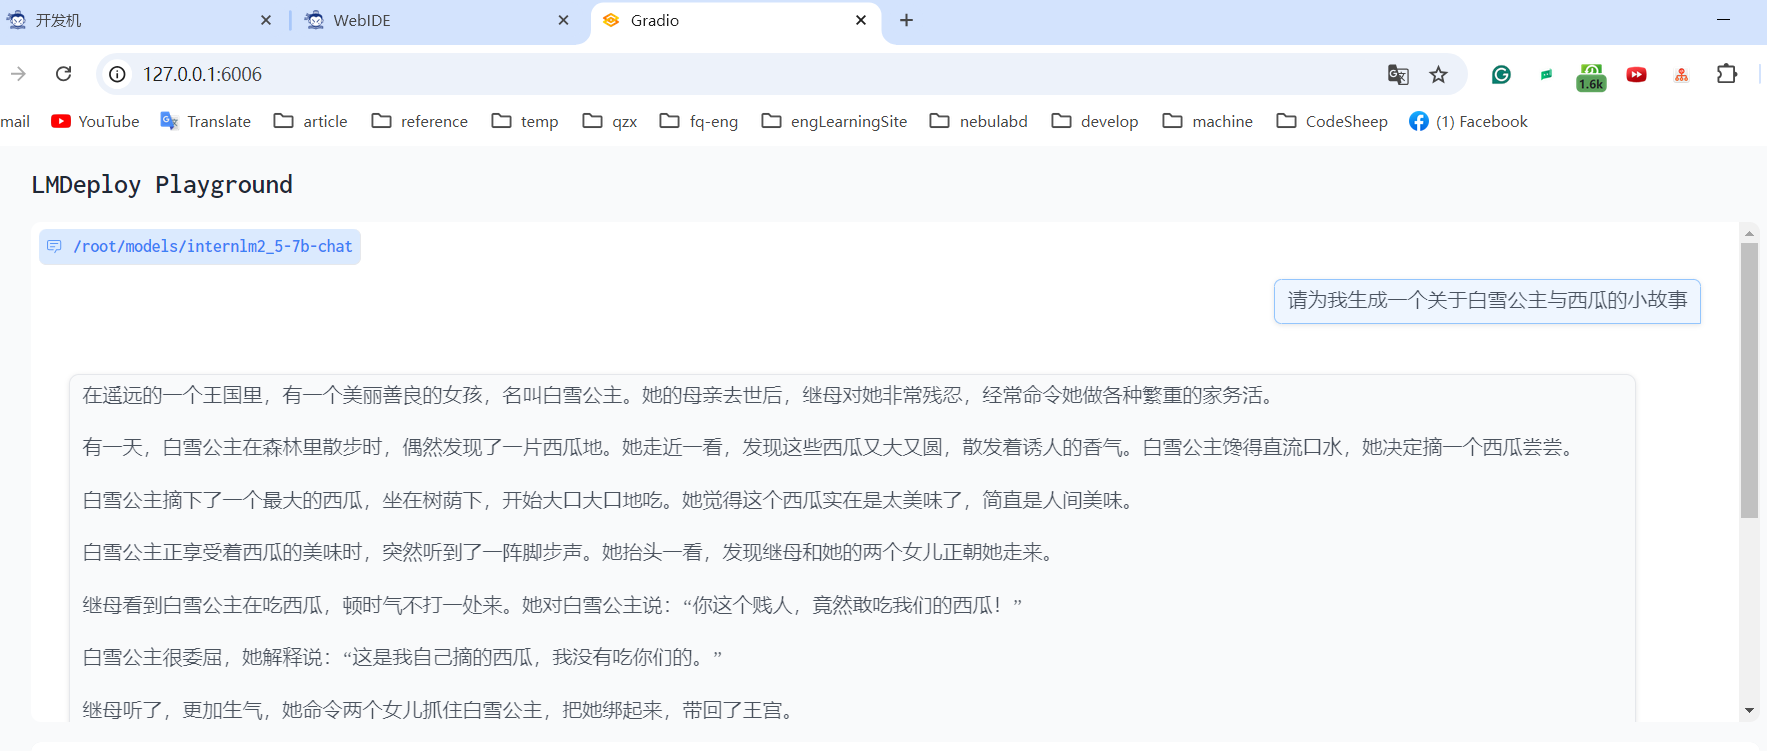 开发机
WebIDE
Gradio
127.0.0.1:6006
1.6k
mail YouTube Translate article reference temp qzx fq-eng engLearningSite nebulabd develop machine CodeSheep (1) Facebook
LMDeploy Playground
/root/models/internlm2_5-7b-chat
请为我生成一个关于白雪公主与西瓜的小故事
在遥远的一个王国里，有一个美丽善良的女孩，名叫白雪公主。她的母亲去世后，继母对她非常残忍，经常命令她做各种繁重的家务活。
有一天，白雪公主在森林里散步时，偶然发现了一片西瓜地。她走近一看，发现这些西瓜又大又圆，散发着诱人的香气。白雪公主馋得直流口水，她决定摘一个西瓜尝尝。
白雪公主摘下了一个最大的西瓜，坐在树荫下，开始大口大口地吃。她觉得这个西瓜实在是太美味了，简直是人间美味。
白雪公主正享受着西瓜的美味时，突然听到了一阵脚步声。她抬头一看，发现继母和她的两个女儿正朝她走来。
继母看到白雪公主在吃西瓜，顿时气不打一处来。她对白雪公主说：“你这个贱人，竟然敢吃我们的西瓜！”
白雪公主很委屈，她解释说：“这是我自己摘的西瓜，我没有吃你们的。”
继母听了，更加生气，她命令两个女儿抓住白雪公主，把她绑起来，带回了王宫。